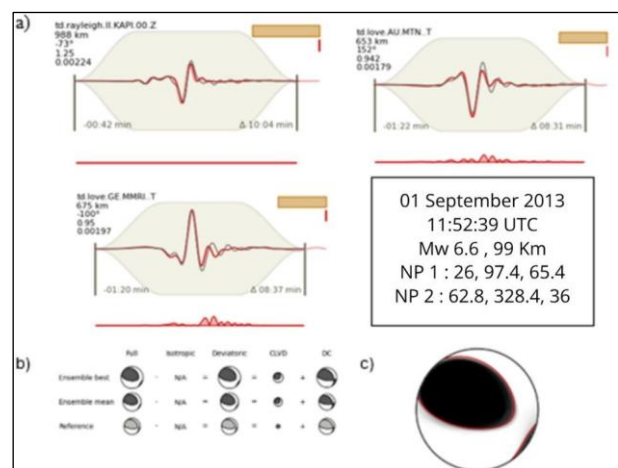 a)
td.rayleigh.II.KAPI.00.Z
988 km
-73°
1.25
0.00224
-00:42 min
Δ 10:04 min
td.love.AU.MTN..T
653 km
152°
0.942
0.00179
-01:22 min
Δ 08:31 min
td.love.GE.MMRI..T
675 km
-100°
0.95
0.00197
-01:20 min
Δ 08:37 min
01 September 2013
11:52:39 UTC
Mw 6.6 , 99 Km
NP 1 : 26, 97.4, 65.4
NP 2 : 62.8, 328.4, 36
b)
Full Isotropic Deviatoric CLVD DC
Ensemble best - N/A = = +
Ensemble mean - N/A = = +
Reference - N/A = = +
c)